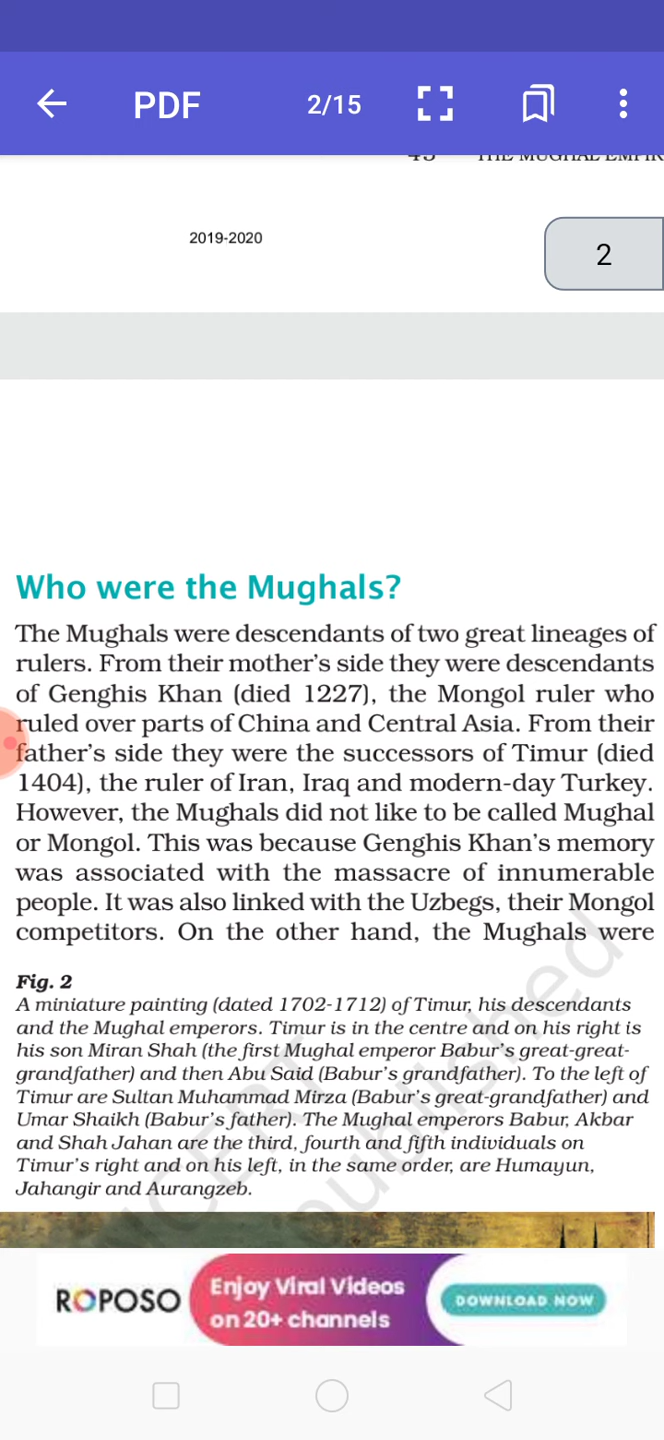 PDF
2/15
45 THE MUGHAL EMPIR
2019-2020
2
Who were the Mughals?
The Mughals were descendants of two great lineages of
rulers. From their mother's side they were descendants
of Genghis Khan (died 1227), the Mongol ruler who
ruled over parts of China and Central Asia. From their
father's side they were the successors of Timur (died
1404), the ruler of Iran, Iraq and modern-day Turkey.
However, the Mughals did not like to be called Mughal
or Mongol. This was because Genghis Khan's memory
was associated with the massacre of innumerable
people. It was also linked with the Uzbegs, their Mongol
competitors. On the other hand, the Mughals were
Fig. 2
A miniature painting (dated 1702-1712) of Timur, his descendants
and the Mughal emperors. Timur is in the centre and on his right is
his son Miran Shah (the first Mughal emperor Babur's great-great-
grandfather) and then Abu Said (Babur's grandfather). To the left of
Timur are Sultan Muhammad Mirza (Babur's great-grandfather) and
Umar Shaikh (Babur's father). The Mughal emperors Babur, Akbar
and Shah Jahan are the third, fourth and fifth individuals on
Timur's right and on his left, in the same order, are Humayun,
Jahangir and Aurangzeb.
NCERT
published
ROPOSO
Enjoy Viral Videos
on 20+ channels
DOWNLOAD NOW